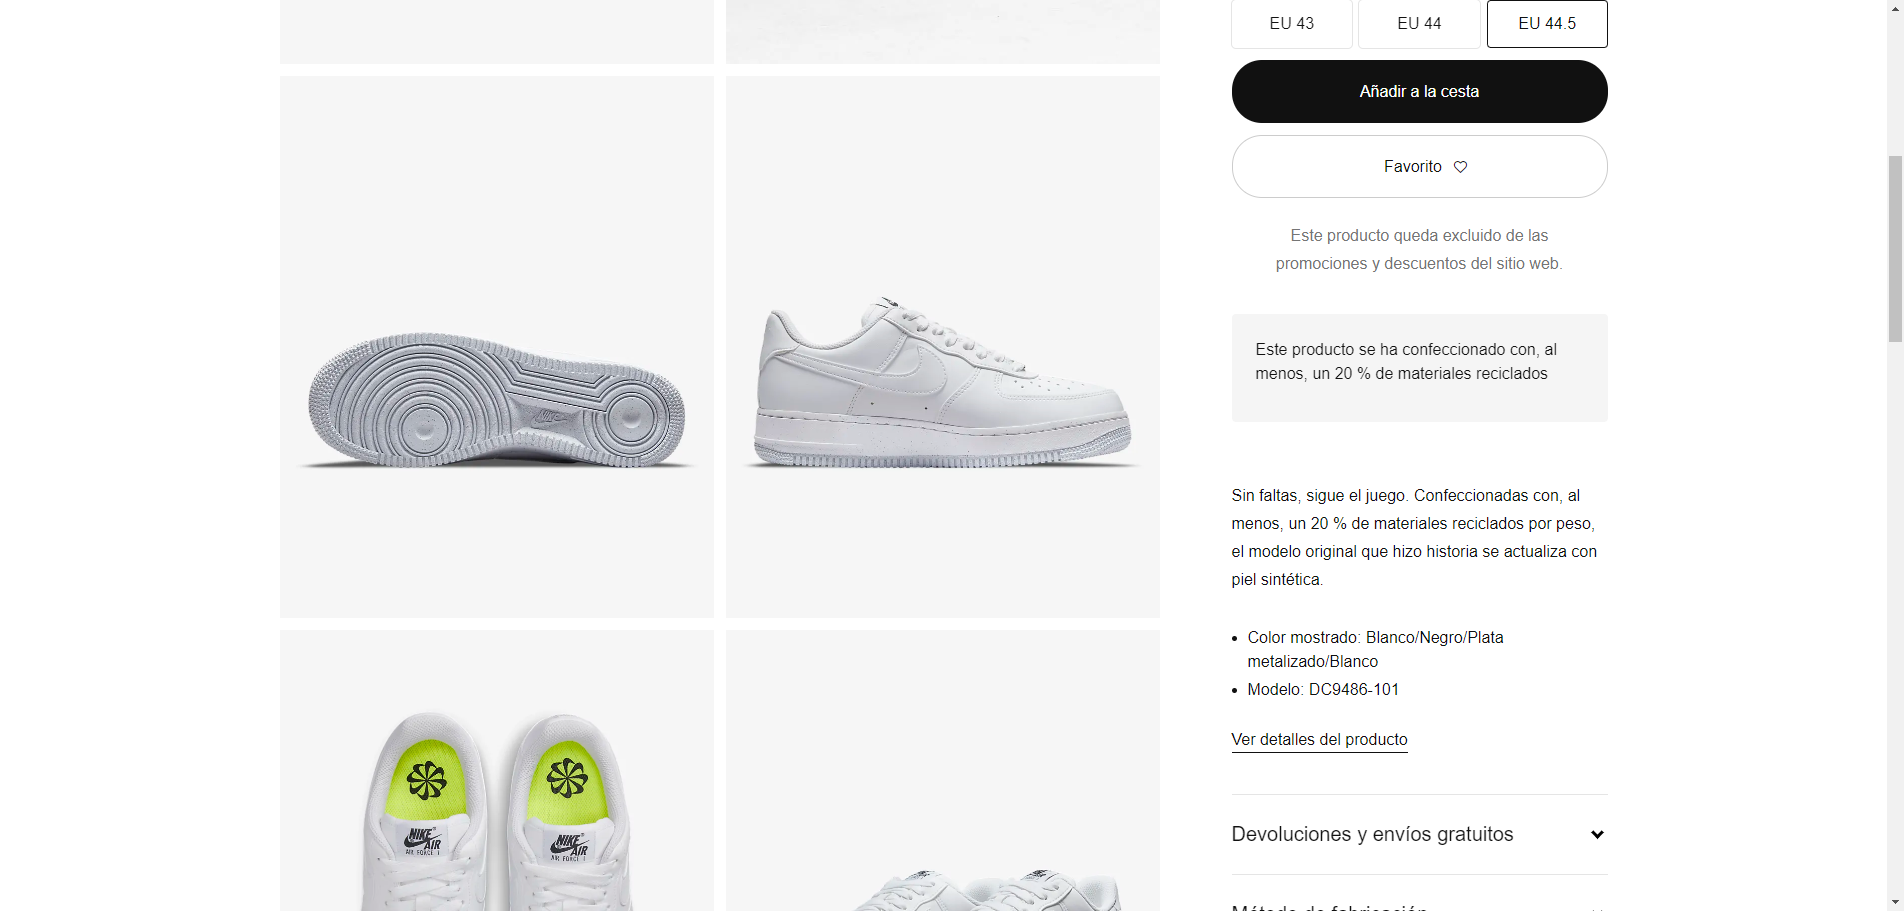 EU 43
EU 44
EU 44.5
Añadir a la cesta
Favorito
Este producto queda excluido de las
promociones y descuentos del sitio web.
Este producto se ha confeccionado con, al
menos, un 20 % de materiales reciclados
Sin faltas, sigue el juego. Confeccionadas con, al
menos, un 20 % de materiales reciclados por peso,
el modelo original que hizo historia se actualiza con
piel sintética.
Color mostrado: Blanco/Negro/Plata
metalizado/Blanco
Modelo: DC9486-101
Ver detalles del producto
Devoluciones y envíos gratuitos
Método de fabricación
NIKE
AIR
AIR FORCE 1
NIKE
AIR
AIR FORCE 1